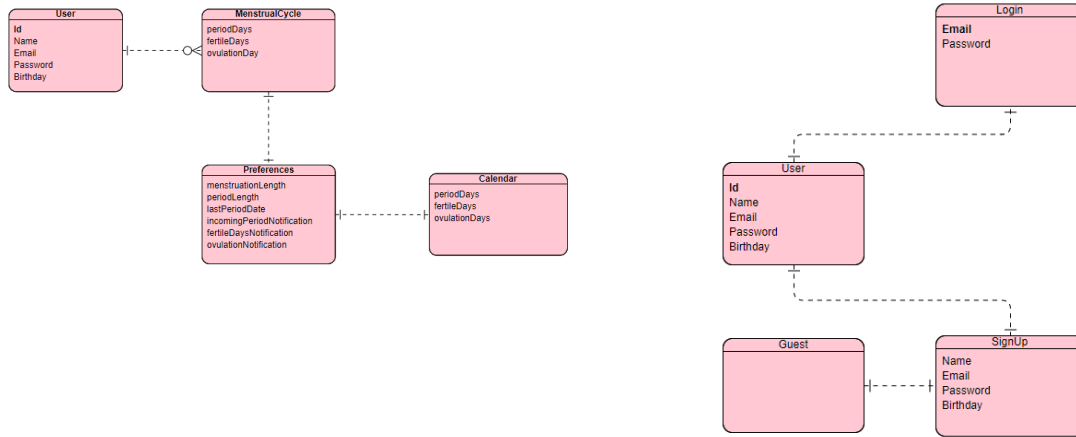 User
Id
Name
Email
Password
Birthday
MenstrualCycle
periodDays
fertileDays
ovulationDay
Preferences
menstruationLength
periodLength
lastPeriodDate
incomingPeriodNotification
fertileDaysNotification
ovulationNotification
Calendar
periodDays
fertileDays
ovulationDays
Login
Email
Password
User
Id
Name
Email
Password
Birthday
Guest
SignUp
Name
Email
Password
Birthday